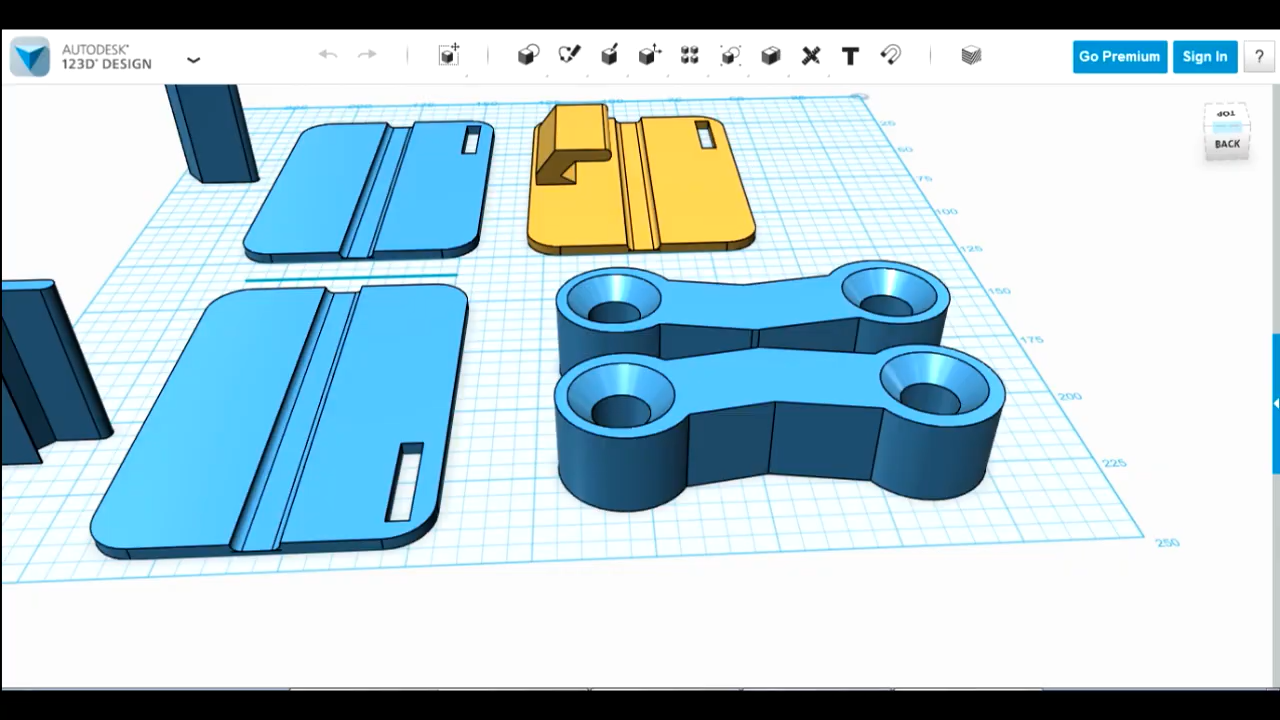 AUTODESK®
123D® DESIGN
T
Go Premium
Sign In
?
TOP
BACK
25
50
75
100
125
150
175
200
225
250